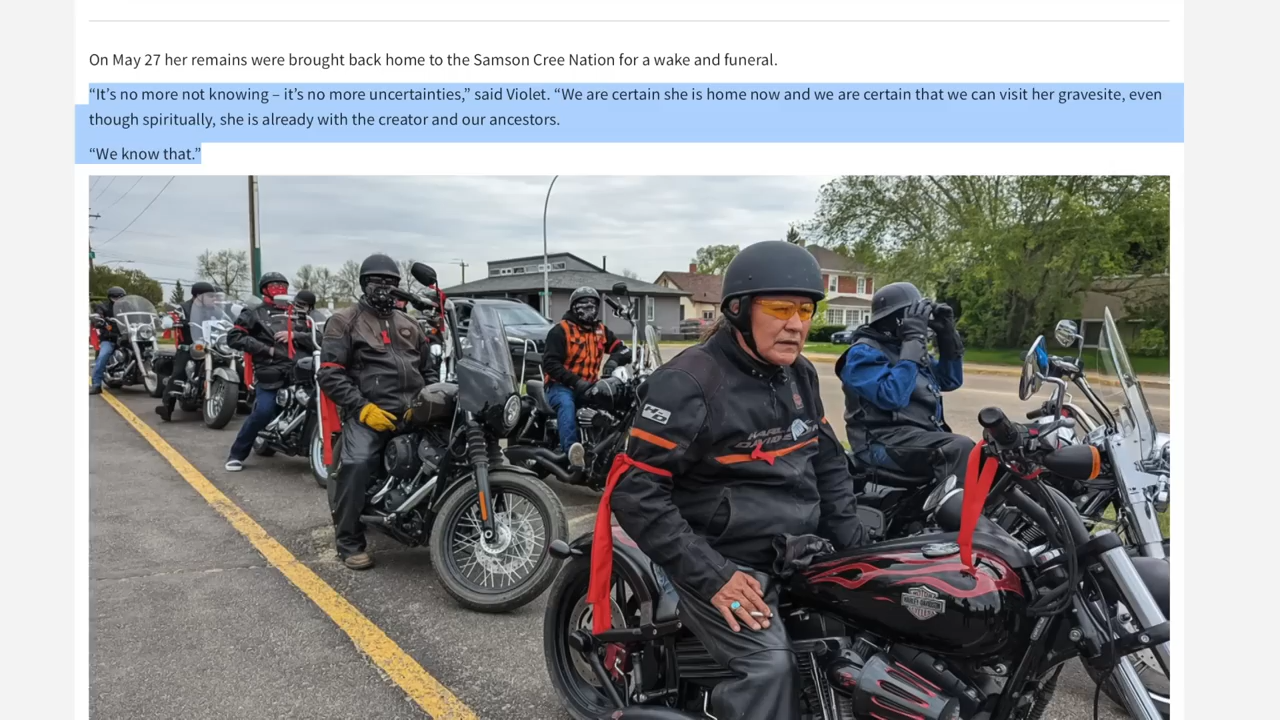 On May 27 her remains were brought back home to the Samson Cree Nation for a wake and funeral.
“It’s no more not knowing – it’s no more uncertainties,” said Violet. “We are certain she is home now and we are certain that we can visit her gravesite, even
though spiritually, she is already with the creator and our ancestors.
“We know that.”
HARLEY
DAVIDSON